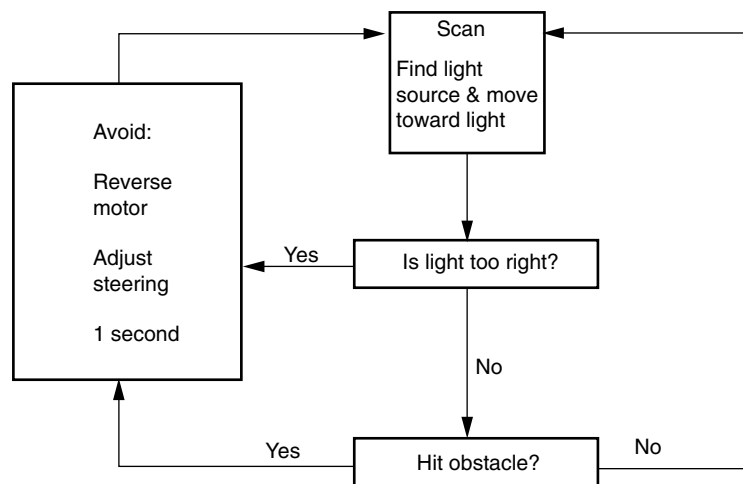 Scan
Find light
source & move
toward light
Avoid:
Reverse
motor
Adjust
steering
1 second
Yes
Is light too right?
No
Yes
Hit obstacle?
No